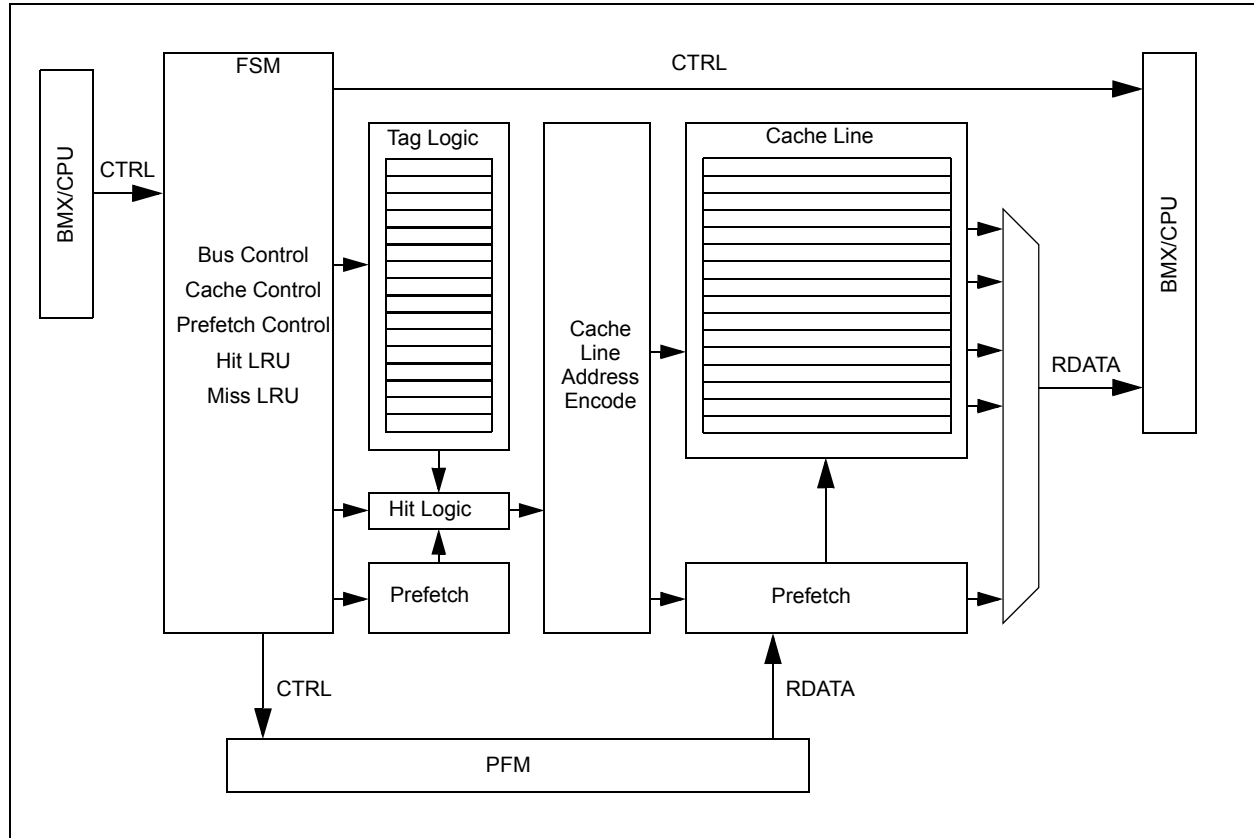 FSM
CTRL
BMX/CPU
CTRL
Tag Logic
Cache Line
BMX/CPU
Bus Control
Cache Control
Prefetch Control
Hit LRU
Miss LRU
Cache
Line
Address
Encode
RDATA
Hit Logic
Prefetch
Prefetch
CTRL
RDATA
PFM